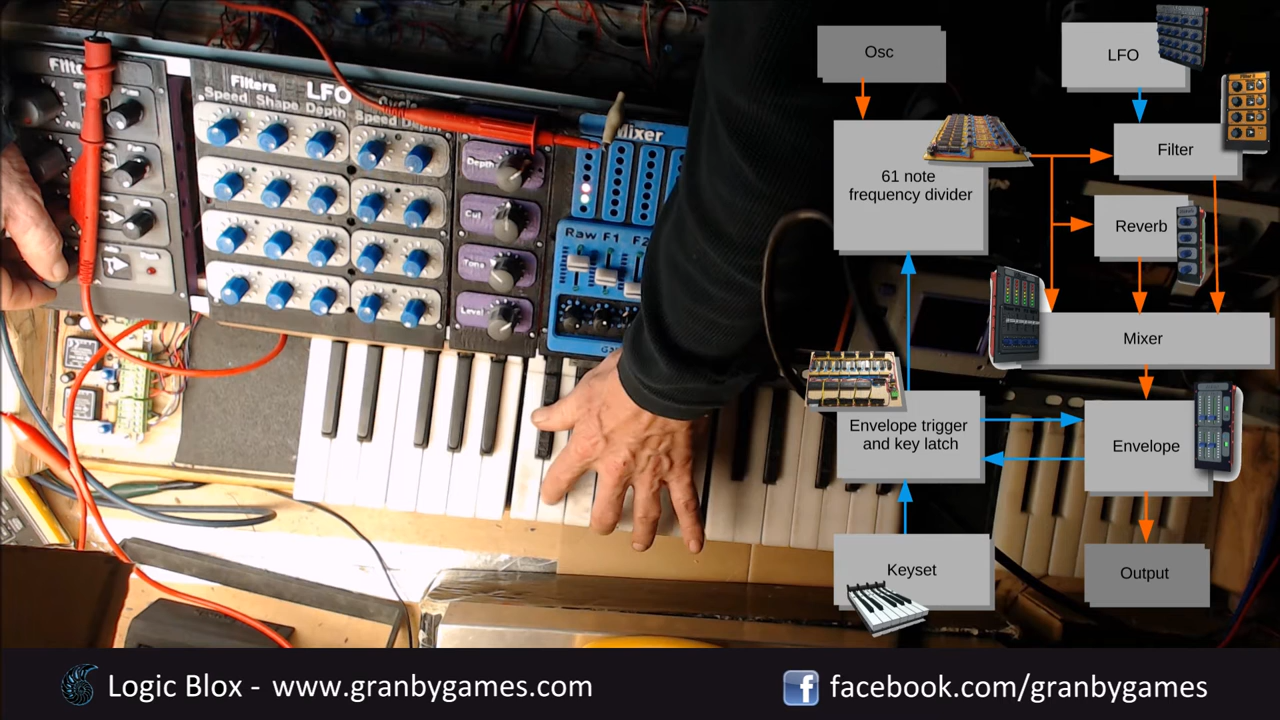 Filters
LFO
Cycle
Speed Shape Depth
Speed Depth
Depth
Cut
Tone
Level
Mixer
Raw F1 F2
Osc
LFO
61 note
frequency divider
Filter
Reverb
Mixer
Envelope trigger
and key latch
Envelope
Keyset
Output
Logic Blox - www.granbygames.com
facebook.com/granbygames